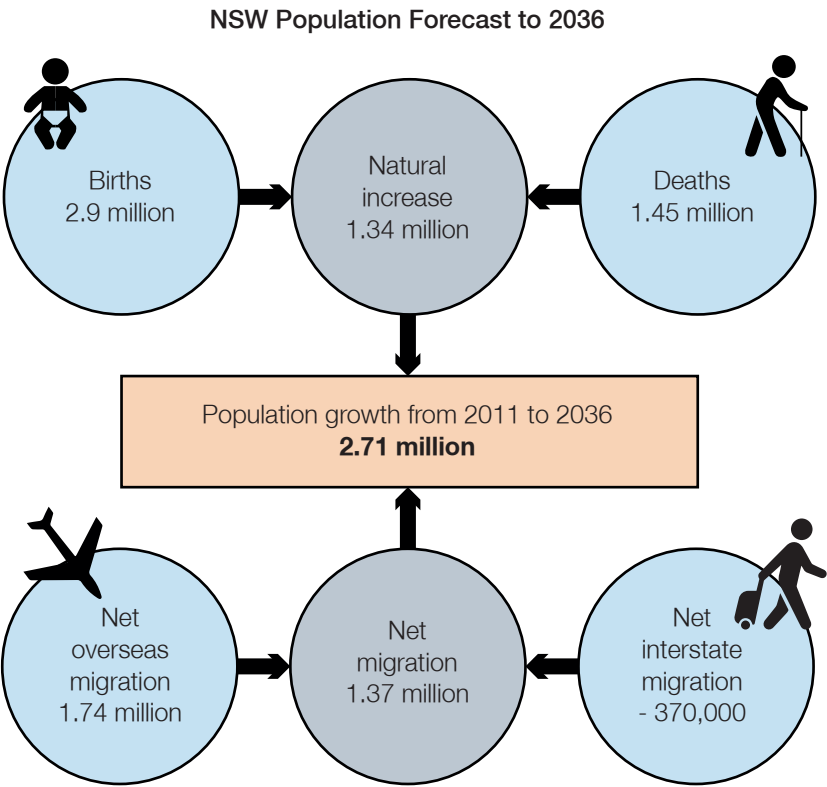 NSW Population Forecast to 2036
Births
2.9 million
Natural
increase
1.34 million
Deaths
1.45 million
Population growth from 2011 to 2036
2.71 million
Net
overseas
migration
1.74 million
Net
migration
1.37 million
Net
interstate
migration
- 370,000